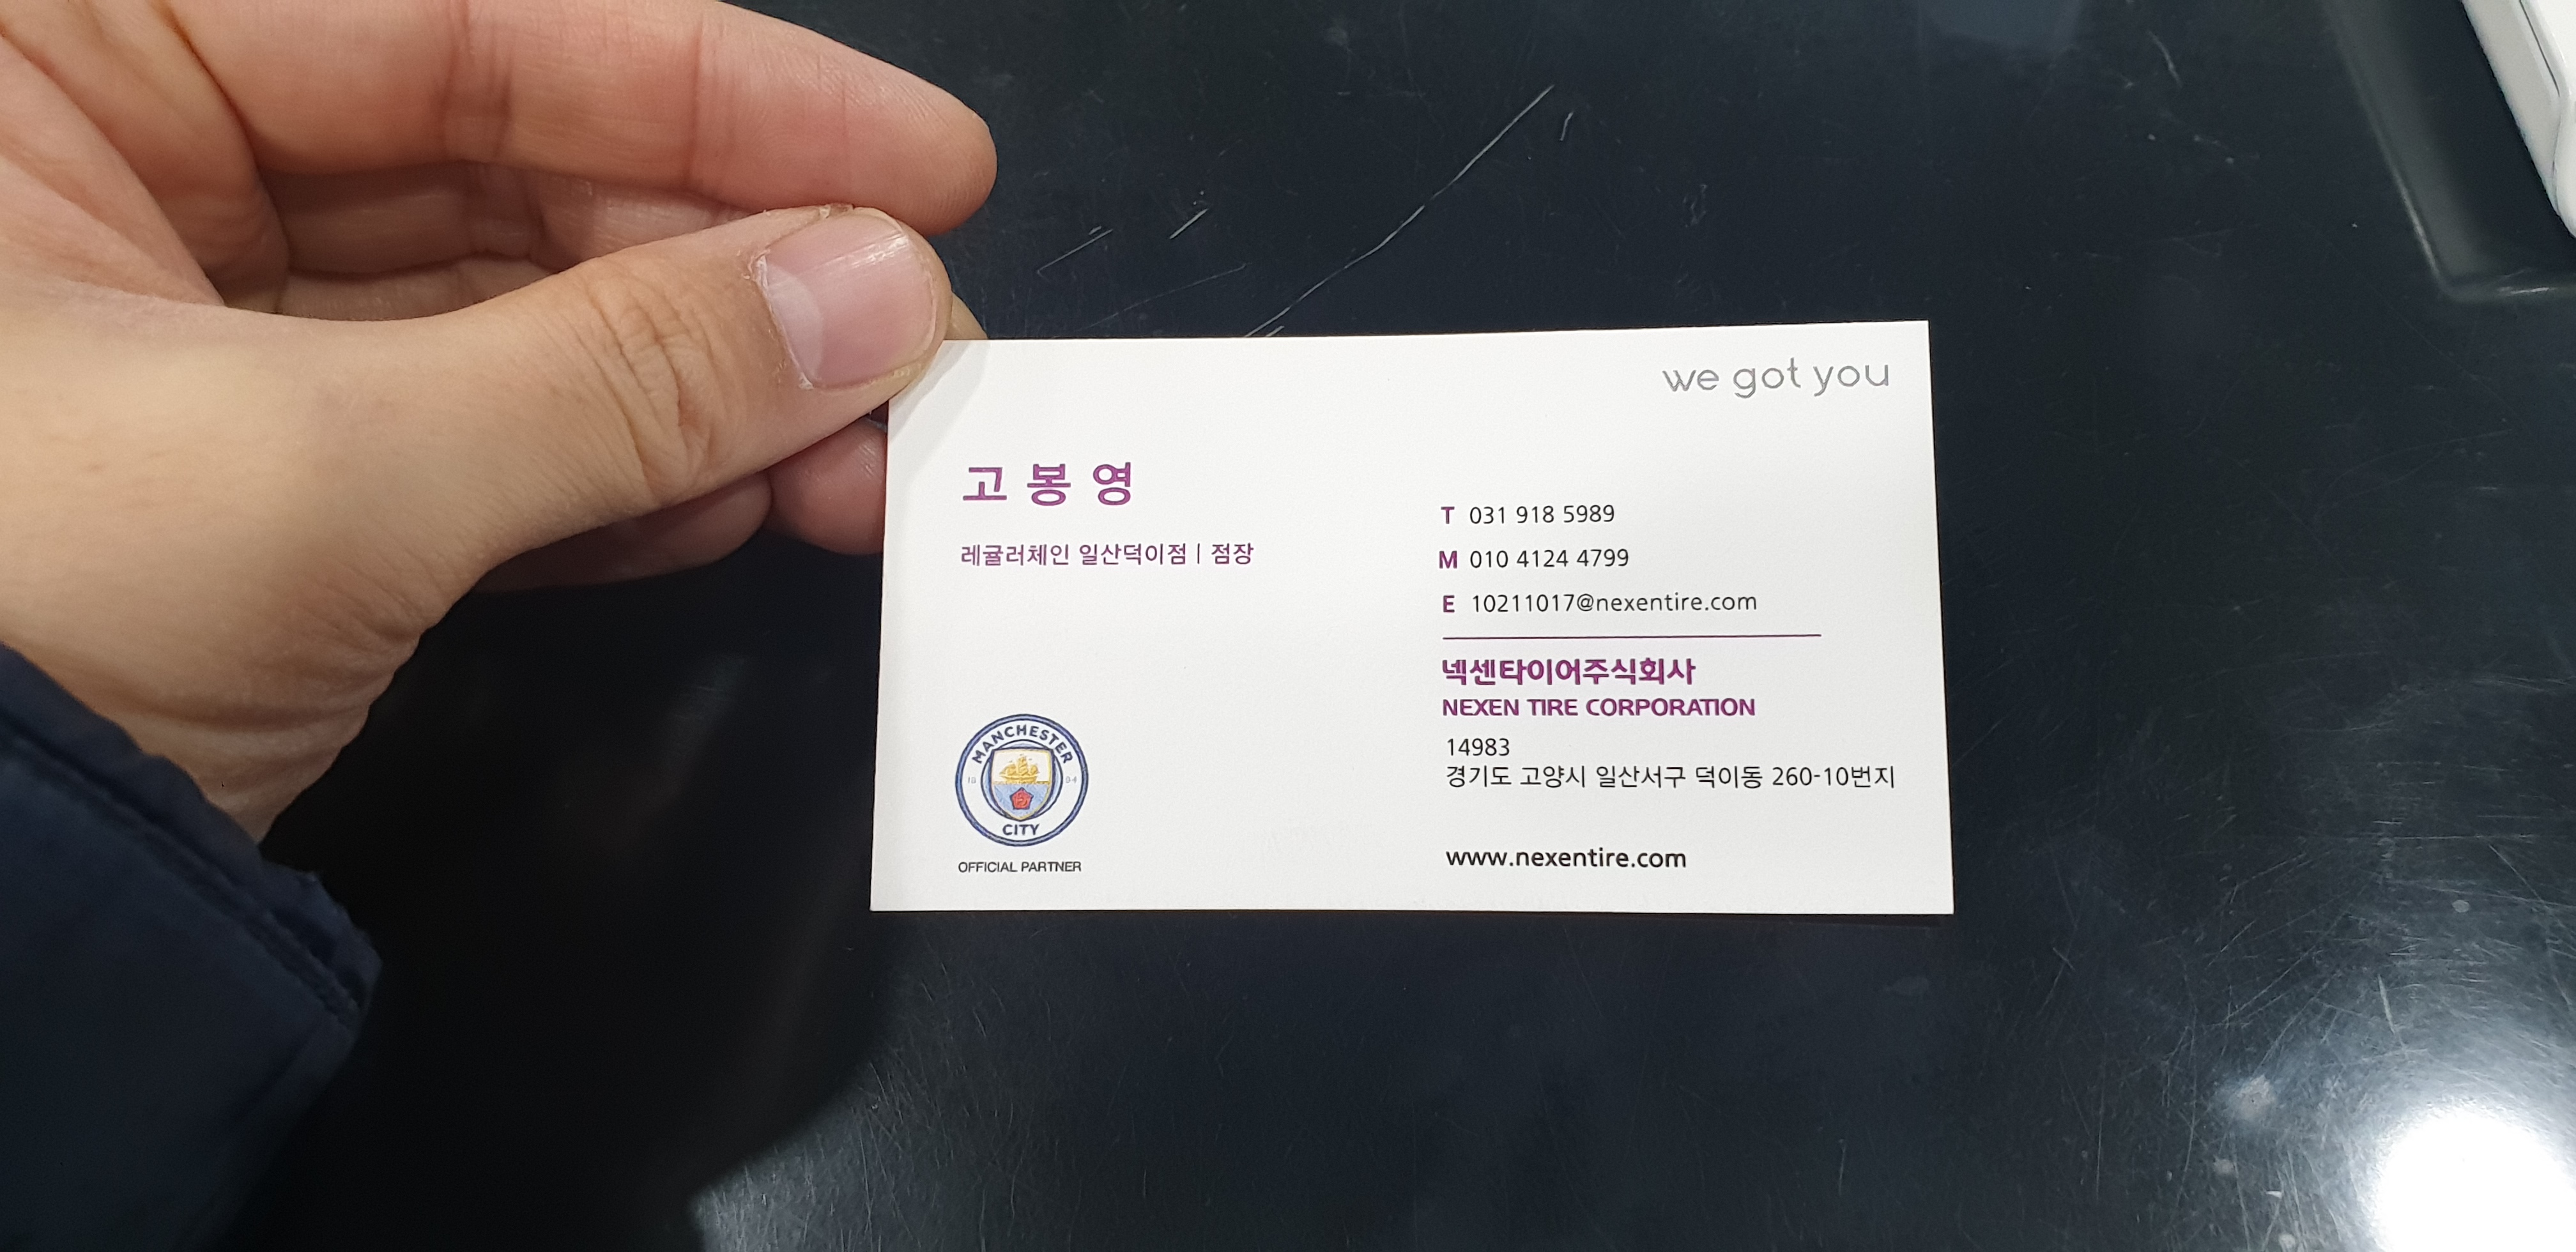 we got you
고봉영
레귤러체인 일산덕이점 | 점장
T 031 918 5989
M 010 4124 4799
E 10211017@nexentire.com
넥센타이어주식회사
NEXEN TIRE CORPORATION
14983
경기도 고양시 일산서구 덕이동 260-10번지
www.nexentire.com
MANCHESTER
18 94
CITY
OFFICIAL PARTNER